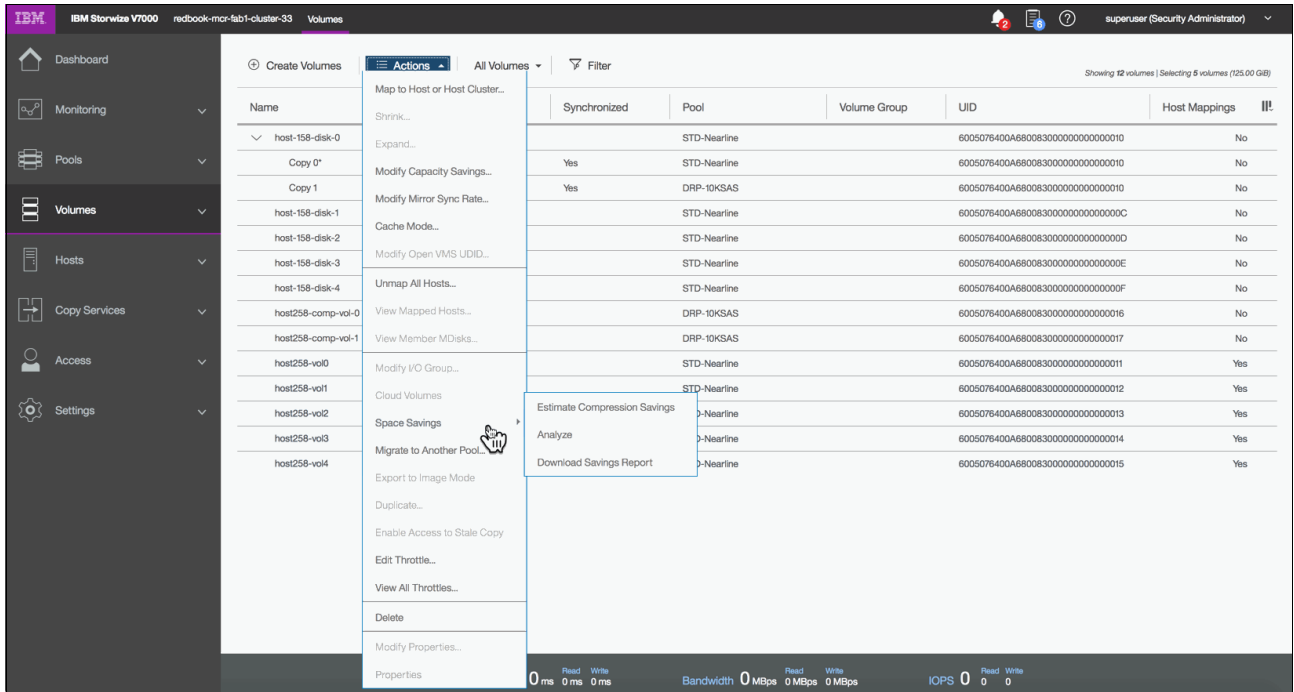 IBM IBM Storwize V7000 redbook-mcr-fab1-cluster-33 Volumes 2 6 ? superuser (Security Administrator)
Dashboard
Monitoring
Pools
Volumes
Hosts
Copy Services
Access
Settings
Create Volumes Actions All Volumes Filter
Showing 12 volumes | Selecting 5 volumes (125.00 GiB)
Name Synchronized Pool Volume Group UID Host Mappings
host-158-disk-0 STD-Nearline 6005076400A680083000000000000010 No
Copy 0* Yes STD-Nearline 6005076400A680083000000000000010 No
Copy 1 Yes DRP-10KSAS 6005076400A680083000000000000010 No
host-158-disk-1 STD-Nearline 6005076400A68008300000000000000C No
host-158-disk-2 STD-Nearline 6005076400A68008300000000000000D No
host-158-disk-3 STD-Nearline 6005076400A68008300000000000000E No
host-158-disk-4 STD-Nearline 6005076400A68008300000000000000F No
host258-comp-vol-0 DRP-10KSAS 6005076400A680083000000000000016 No
host258-comp-vol-1 DRP-10KSAS 6005076400A680083000000000000017 No
host258-vol0 STD-Nearline 6005076400A680083000000000000011 Yes
host258-vol1 STD-Nearline 6005076400A680083000000000000012 Yes
host258-vol2 6005076400A680083000000000000013 Yes
host258-vol3 6005076400A680083000000000000014 Yes
host258-vol4 D-Nearline 6005076400A680083000000000000015 Yes
Map to Host or Host Cluster...
Shrink...
Expand...
Modify Capacity Savings...
Modify Mirror Sync Rate...
Cache Mode...
Modify Open VMS UDID...
Unmap All Hosts...
View Mapped Hosts...
View Member MDisks...
Modify I/O Group...
Cloud Volumes
Space Savings
Migrate to Another Pool...
Export to Image Mode
Duplicate...
Enable Access to Stale Copy
Edit Throttle...
View All Throttles...
Delete
Modify Properties...
Properties
Estimate Compression Savings
Analyze
Download Savings Report
0 ms Read 0 ms Write 0 ms Bandwidth 0 MBps Read 0 MBps Write 0 MBps IOPS 0 Read 0 Write 0